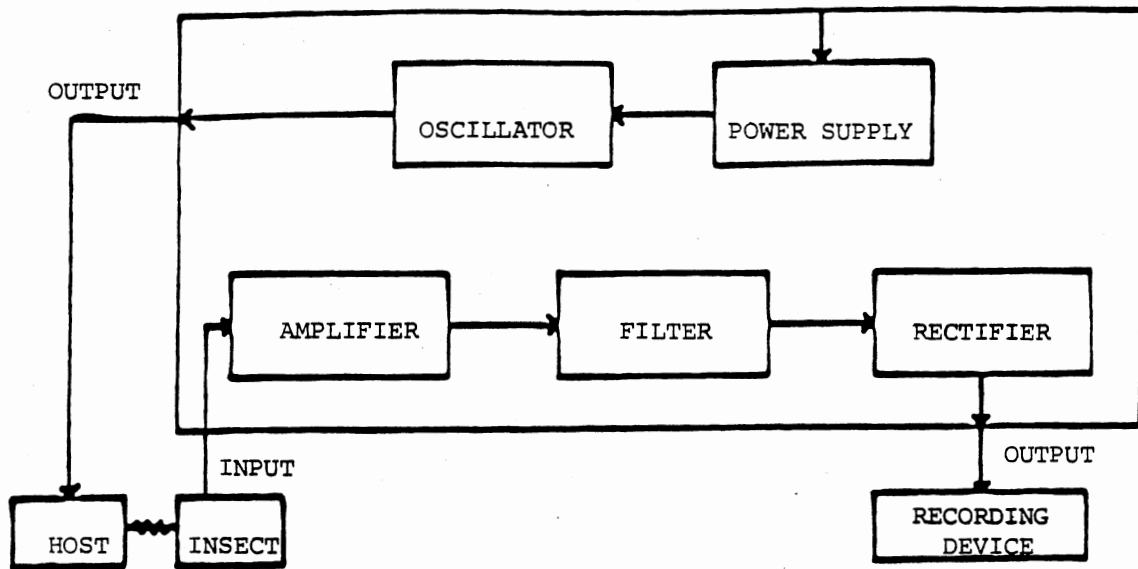 OUTPUT
OSCILLATOR
POWER SUPPLY
AMPLIFIER
FILTER
RECTIFIER
INPUT
OUTPUT
HOST
INSECT
RECORDING
DEVICE